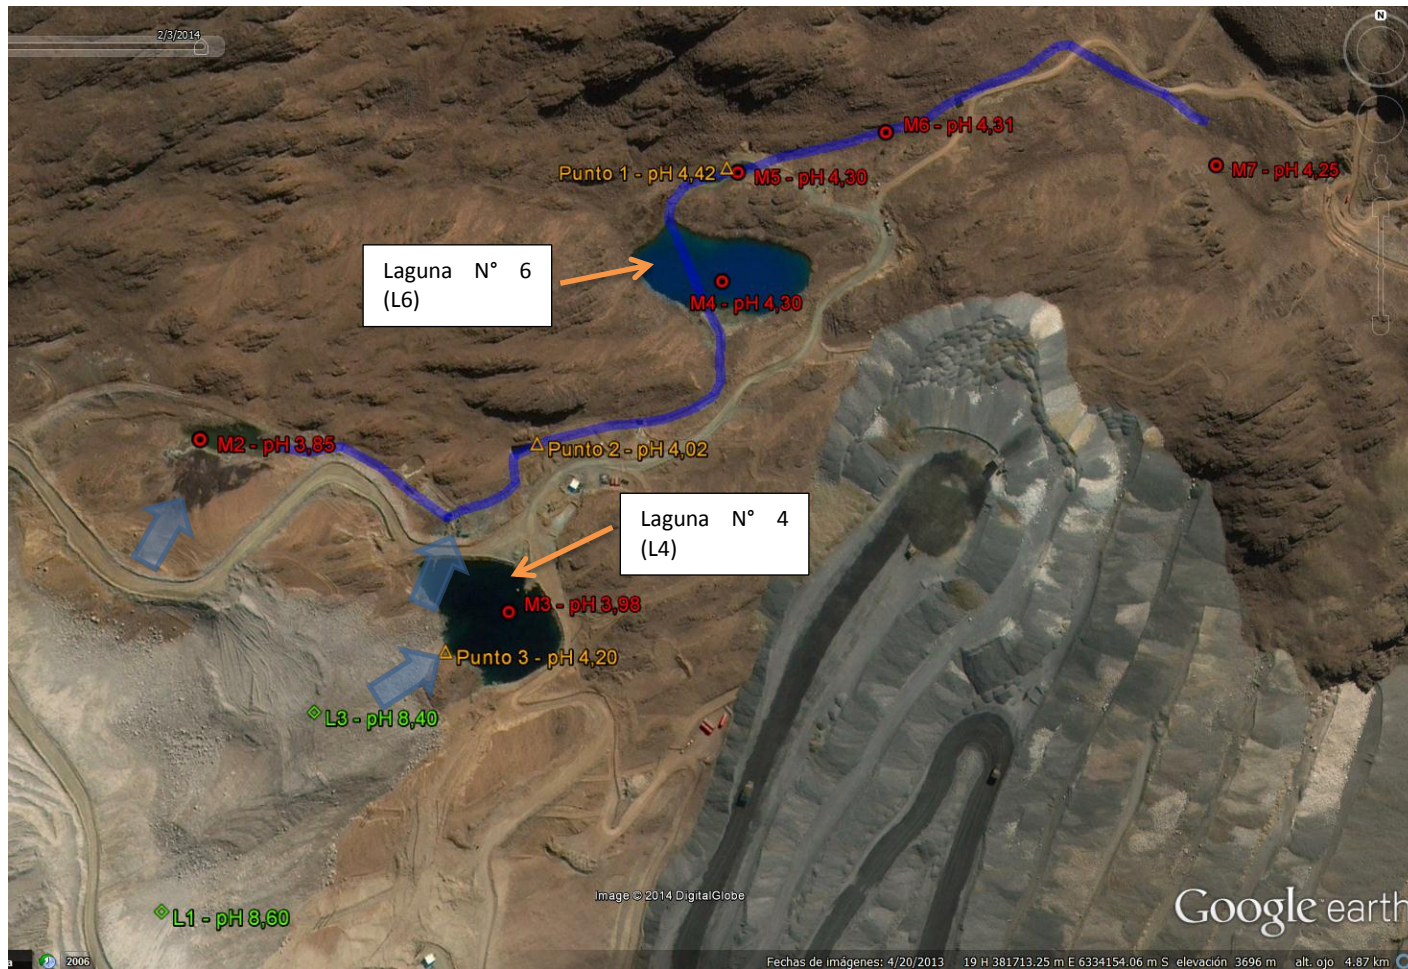 2/3/2014
N
M6 - pH 4,31
Punto 1 - pH 4,42
M5 - pH 4,30
M7 - pH 4,25
Laguna N° 6
(L6)
M4 - pH 4,30
M2 - pH 3,85
Punto 2 - pH 4,02
Laguna N° 4
(L4)
M3 - pH 3,98
Punto 3 - pH 4,20
L3 - pH 8,40
L1 - pH 8,60
Image © 2014 DigitalGlobe
Google earth
a 2006 Fechas de imágenes: 4/20/2013 19 H 381713.25 m E 6334154.06 m S elevación 3696 m alt. ojo 4.87 km